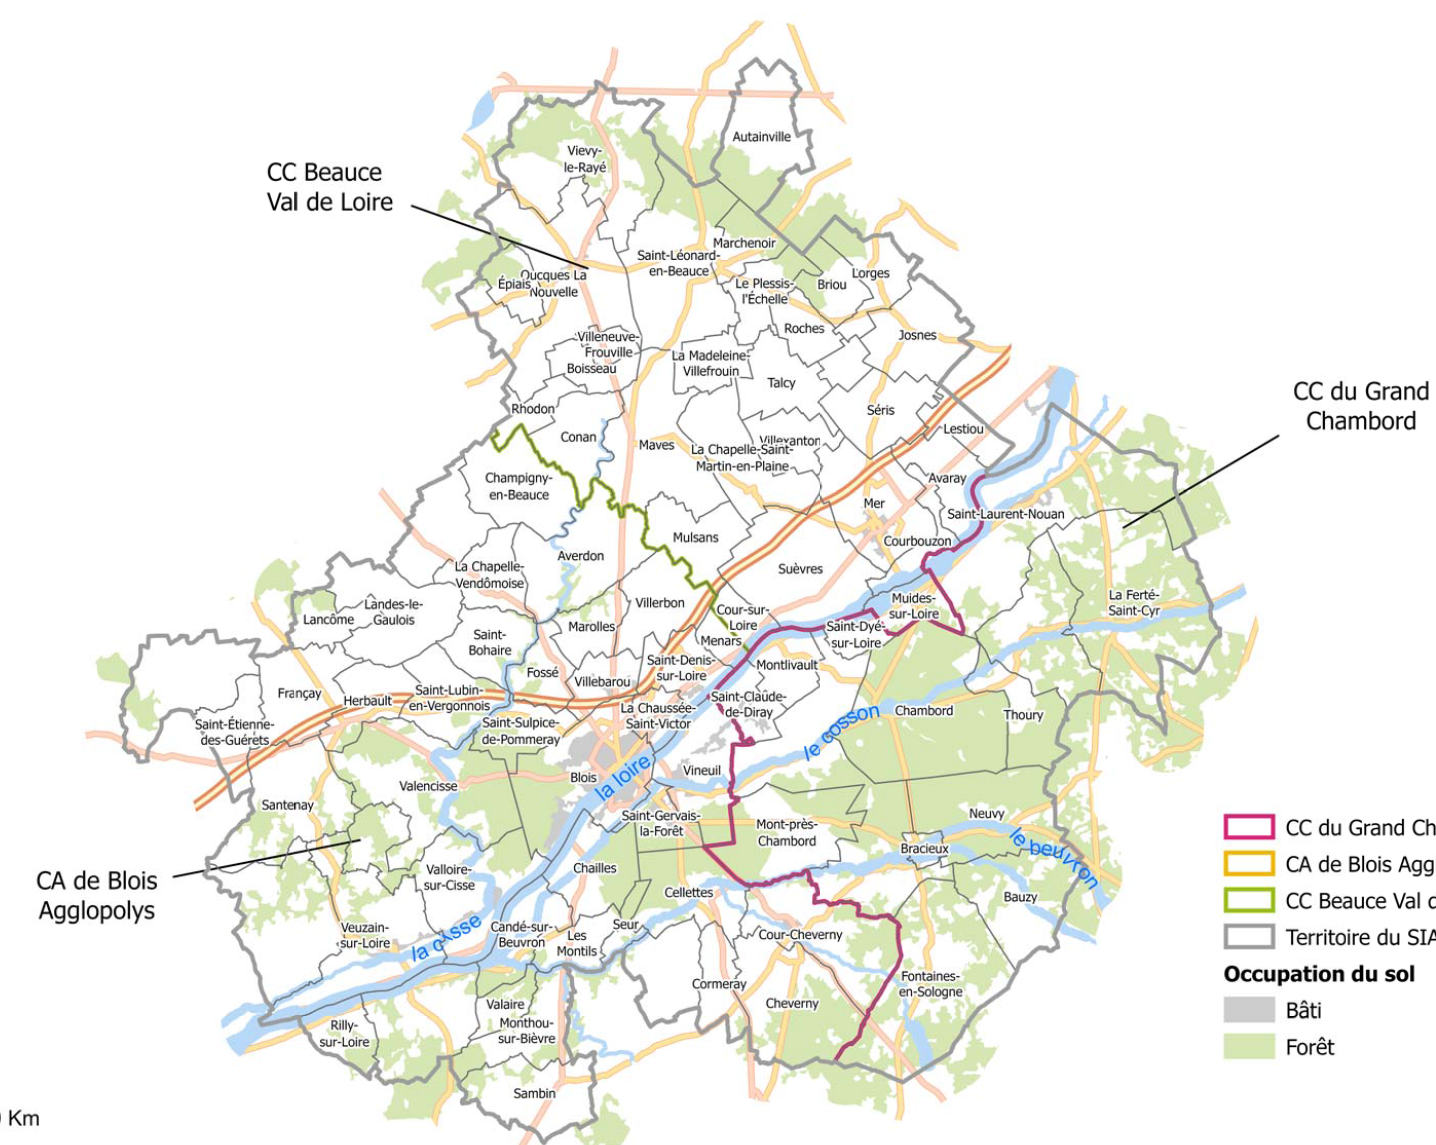 Autainville
Vievy-
le-Rayé
CC Beauce
Val de Loire
Marchenoir
Saint-Léonard-
en-Beauce
Lorges
Briou
Le Plessis-
l'Échelle
Épiais
Oucques La
Nouvelle
Roches
Josnes
Villeneuve-
Frouville
La Madeleine-
Villefrouin
Boisseau
Talcy
CC du Grand
Chambord
Rhodon
Séris
Conan
Maves
Lestiou
Villexanton
La Chapelle-Saint-
Martin-en-Plaine
Champigny-
en-Beauce
Avaray
Mer
Saint-Laurent-Nouan
Mulsans
Courbouzon
Averdon
Suèvres
La Chapelle-
Vendômoise
Landes-le-
Gaulois
Lancôme
Villerbon
Cour-sur-
Loire
Muides-
sur-Loire
La Ferté-
Saint-Cyr
Marolles
Saint-Dyé-
sur-Loire
Saint-
Bohaire
Menars
Montlivault
Fossé
Saint-Denis-
sur-Loire
Villebarou
Françay
Herbault
Saint-Lubin-
en-Vergonnois
Saint-Claude-
de-Diray
La Chaussée-
Saint-Victor
Chambord
Thoury
Saint-Étienne-
des-Guérets
Saint-Sulpice-
de-Pommeray
le cosson
Vineuil
Blois
la loire
Valencisse
Santenay
Saint-Gervais-
la-Forêt
Mont-près-
Chambord
Neuvy
Bracieux
le beuvron
CA de Blois
Agglopolys
Valloire-
sur-Cisse
Chailles
Cellettes
Bauzy
Veuzain-
sur-Loire
la cisse
Candé-sur-
Beuvron
Les
Montils
Seur
Cour-Cheverny
Cormeray
Cheverny
Fontaines-
en-Sologne
Valaire
Monthou-
sur-Bièvre
Rilly-
sur-Loire
Sambin
CC du Grand Ch
CA de Blois Agg
CC Beauce Val d
Territoire du SIA
Occupation du sol
Bâti
Forêt
Km